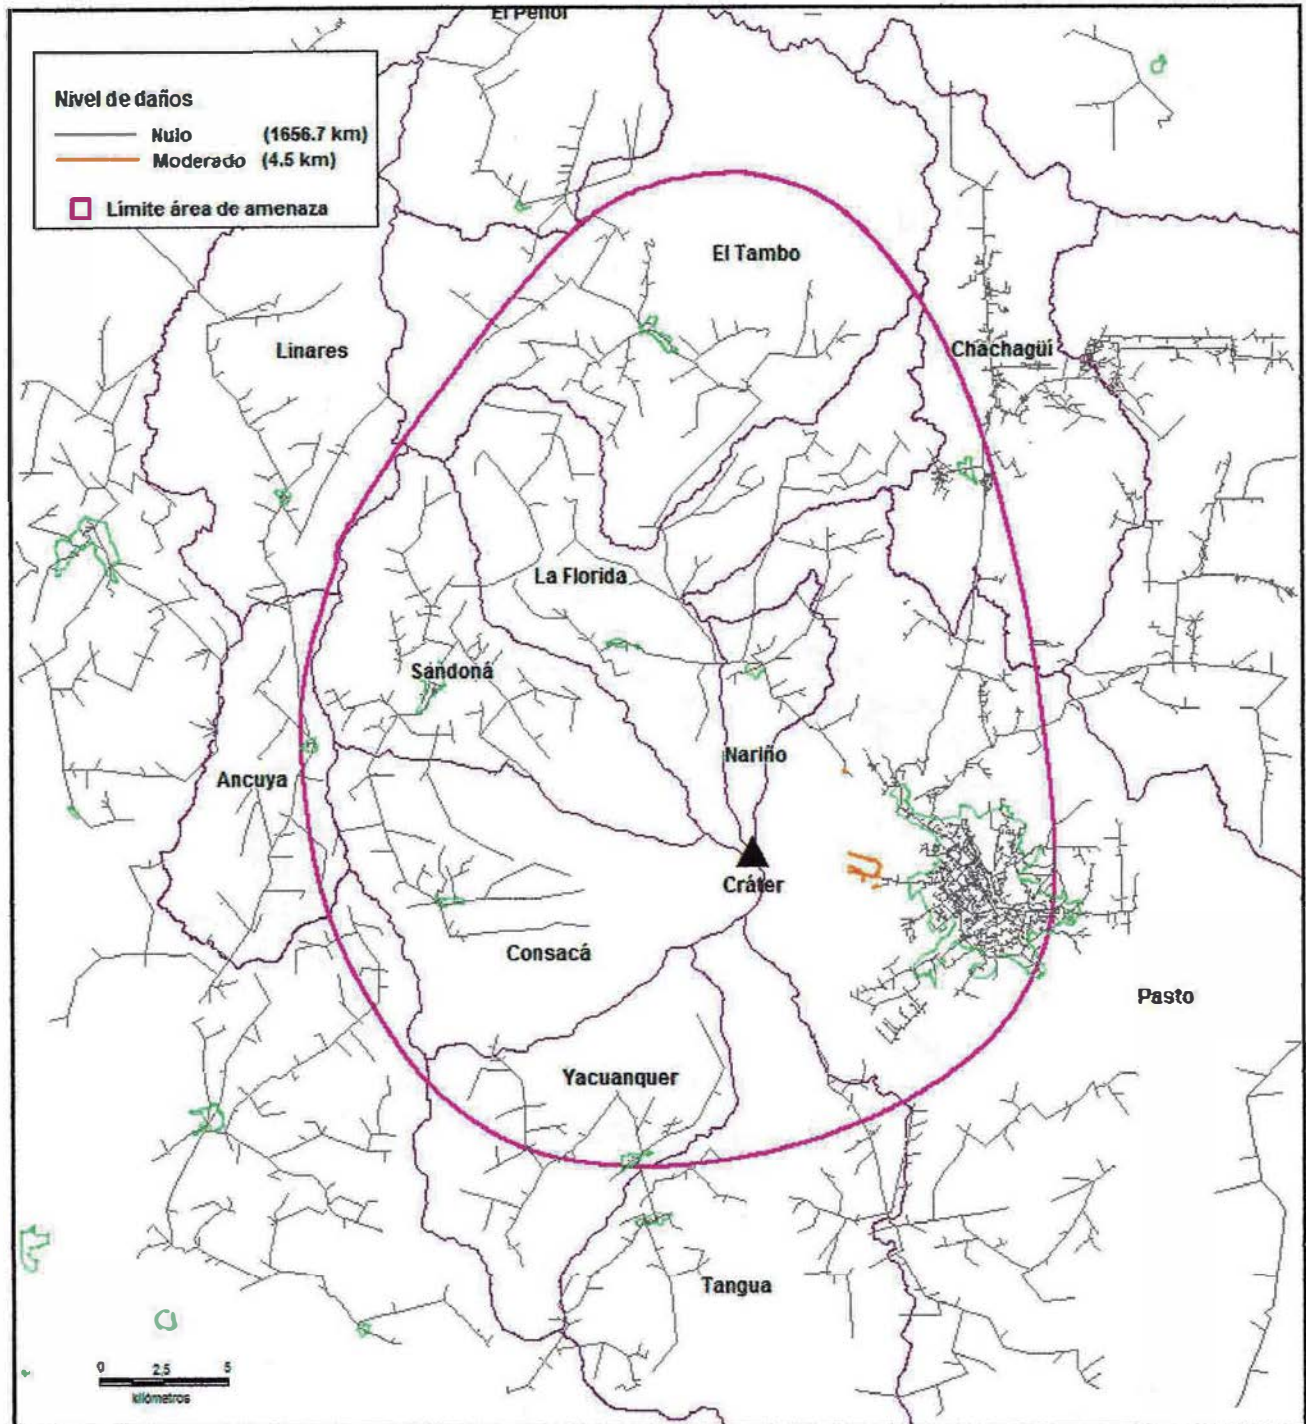 El Peñol
Nivel de daños
Nulo (1656.7 km)
Moderado (4.5 km)
Límite área de amenaza
El Tambo
Linares
Chachagüí
La Florida
Sandoná
Nariño
Ancuya
Cráter
Consacá
Pasto
Yacuanquer
Tangua
0 2,5 5
kilómetros